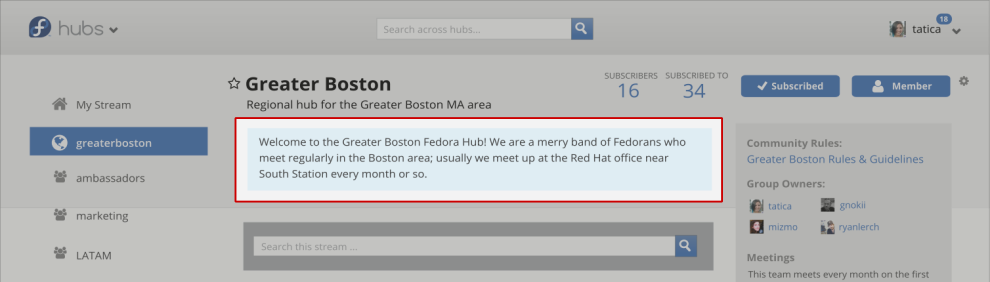 hubs
Search across hubs...
18
tatica
My Stream
greaterboston
ambassadors
marketing
LATAM
Greater Boston
Regional hub for the Greater Boston MA area
SUBSCRIBERS
16
SUBSCRIBED TO
34
Subscribed
Member
Welcome to the Greater Boston Fedora Hub! We are a merry band of Fedorans who
meet regularly in the Boston area; usually we meet up at the Red Hat office near
South Station every month or so.
Search this stream ...
Community Rules:
Greater Boston Rules & Guidelines
Group Owners:
tatica gnokii
mizmo ryanlerch
Meetings
This team meets every month on the first